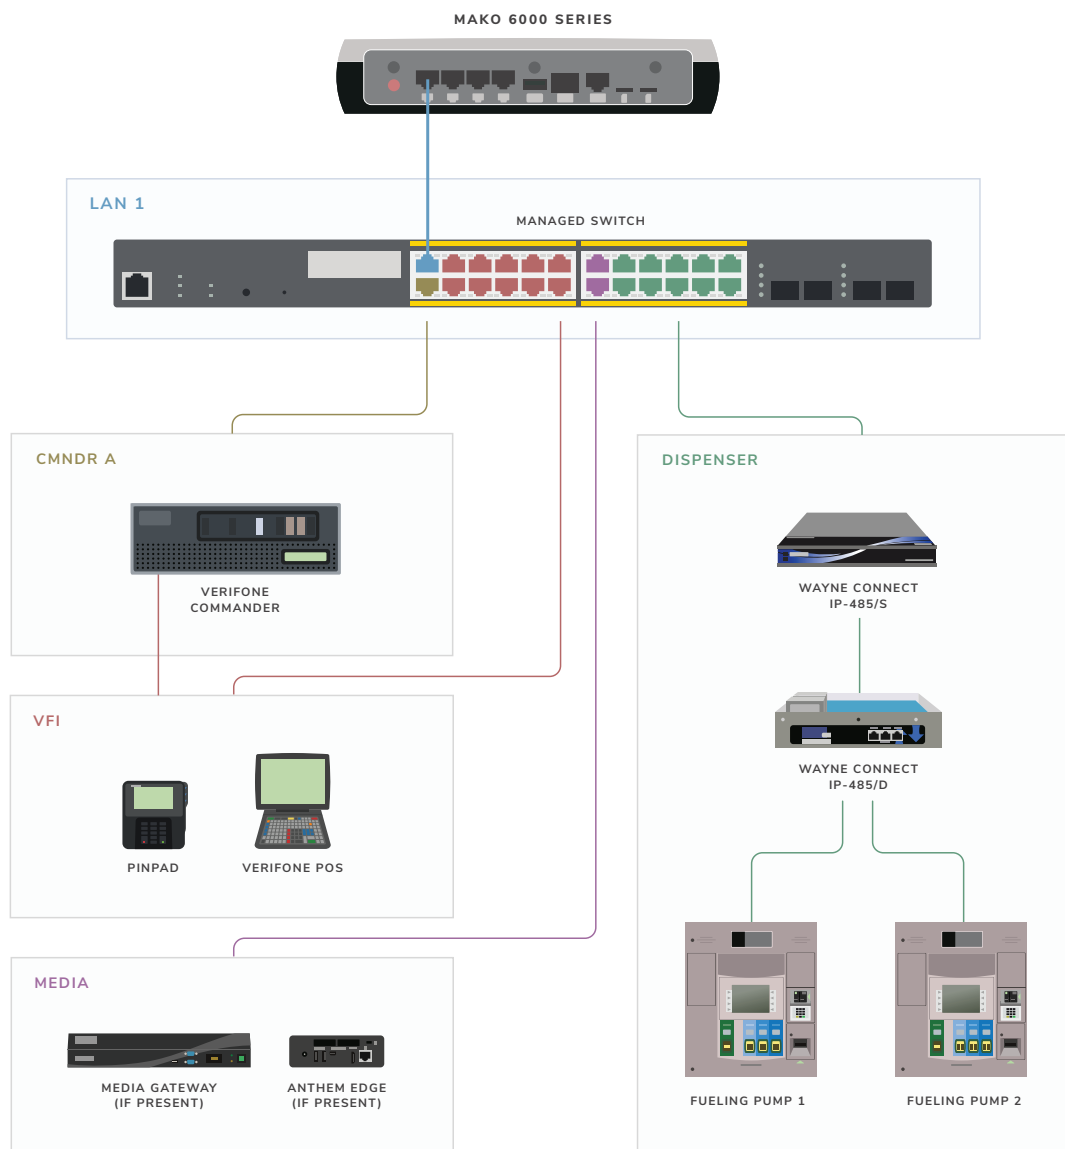 MAKO 6000 SERIES
LAN 1
MANAGED SWITCH
CMNDR A
VERIFONE
COMMANDER
DISPENSER
WAYNE CONNECT
IP-485/S
WAYNE CONNECT
IP-485/D
VFI
PINPAD
VERIFONE POS
MEDIA
MEDIA GATEWAY
(IF PRESENT)
ANTHEM EDGE
(IF PRESENT)
FUELING PUMP 1
FUELING PUMP 2